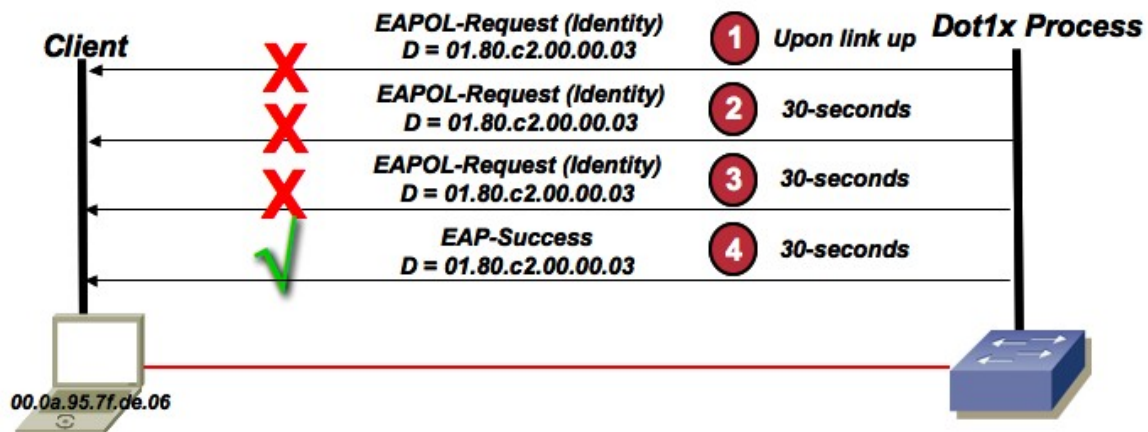 Client
Dot1x Process
EAPOL-Request (Identity)
D = 01.80.c2.00.00.03
1
Upon link up
EAPOL-Request (Identity)
D = 01.80.c2.00.00.03
2
30-seconds
EAPOL-Request (Identity)
D = 01.80.c2.00.00.03
3
30-seconds
EAP-Success
D = 01.80.c2.00.00.03
4
30-seconds
00.0a.95.7f.de.06